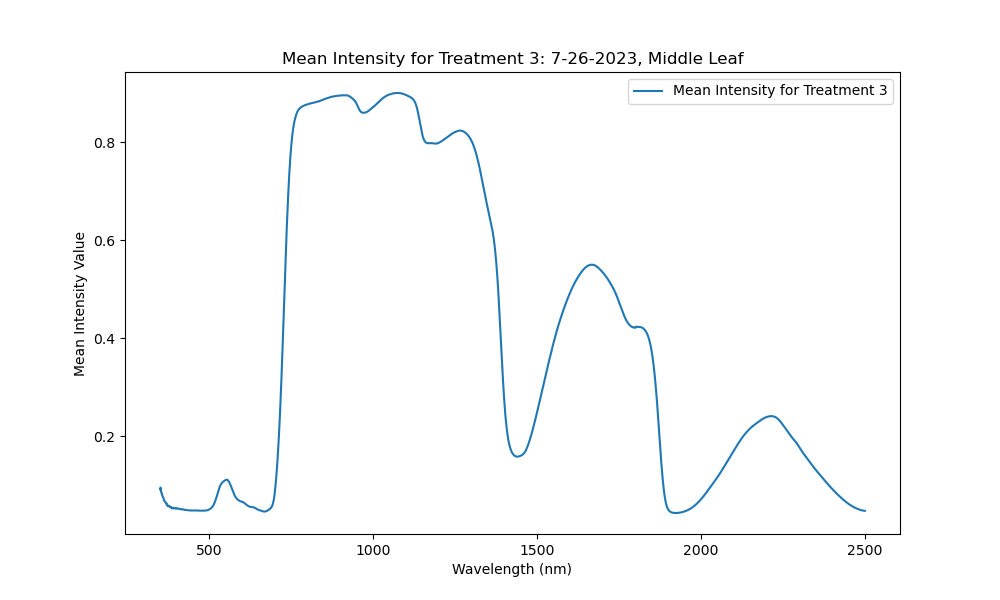 Mean Intensity for Treatment 3: 7-26-2023, Middle Leaf
Mean Intensity for Treatment 3
Mean Intensity Value
0.8
0.6
0.4
0.2
500
1000
1500
2000
2500
Wavelength (nm)